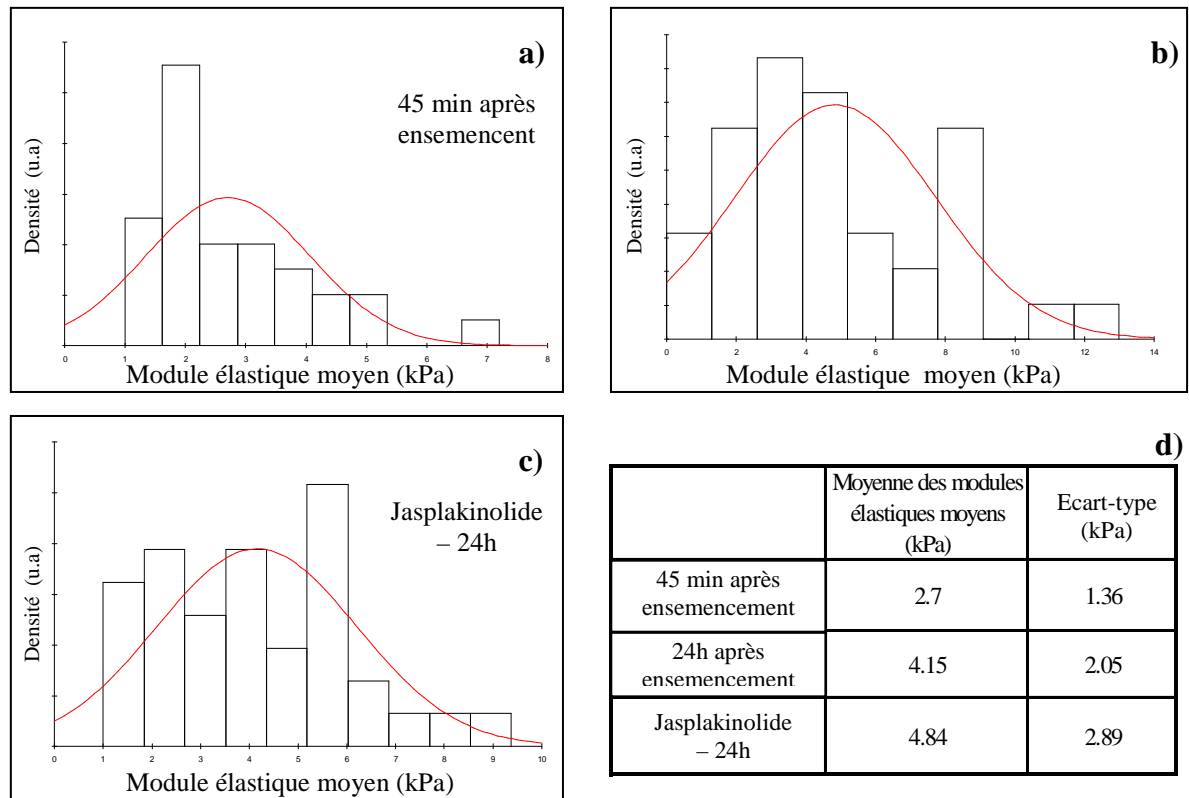 a)
45 min après
ensemencent
Densité (u.a)
0 1 2 3 4 5 6 7 8
Module élastique moyen (kPa)
b)
Densité (u.a)
0 2 4 6 8 10 12 14
Module élastique moyen (kPa)
c)
Jasplakinolide
– 24h
Densité (u.a)
0 1 2 3 4 5 6 7 8 9 10
Module élastique moyen (kPa)
d)
Moyenne des modules
élastiques moyens
(kPa)
Ecart-type
(kPa)
45 min après
ensemencement
2.7
1.36
24h après
ensemencement
4.15
2.05
Jasplakinolide
– 24h
4.84
2.89